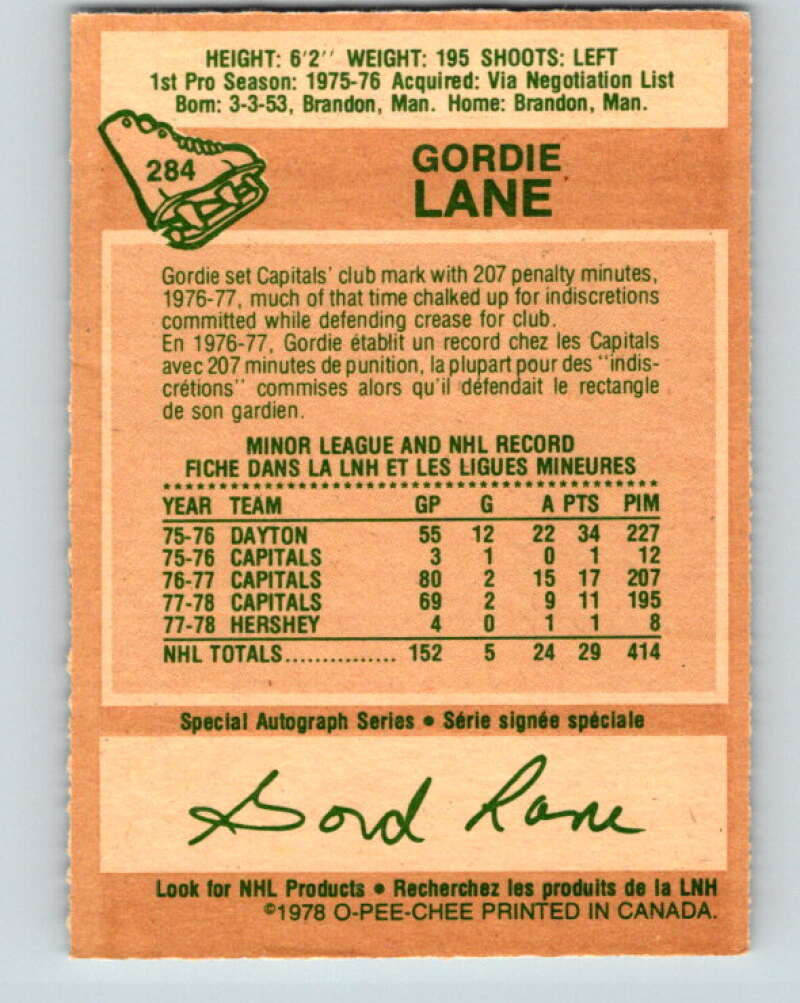 HEIGHT: 6'2'' WEIGHT: 195 SHOOTS: LEFT
1st Pro Season: 1975-76 Acquired: Via Negotiation List
Born: 3-3-53, Brandon, Man. Home: Brandon, Man.
284
GORDIE
LANE
Gordie set Capitals' club mark with 207 penalty minutes,
1976-77, much of that time chalked up for indiscretions
committed while defending crease for club.
En 1976-77, Gordie établit un record chez les Capitals
avec 207 minutes de punition, la plupart pour des "indis-
crétions" commises alors qu'il défendait le rectangle
de son gardien.
MINOR LEAGUE AND NHL RECORD
FICHE DANS LA LNH ET LES LIGUES MINEURES
YEAR TEAM GP G A PTS PIM
75-76 DAYTON 55 12 22 34 227
75-76 CAPITALS 3 1 0 1 12
76-77 CAPITALS 80 2 15 17 207
77-78 CAPITALS 69 2 9 11 195
77-78 HERSHEY 4 0 1 1 8
NHL TOTALS............... 152 5 24 29 414
Special Autograph Series • Série signée spéciale
Gord Lane
Look for NHL Products • Recherchez les produits de la LNH
©1978 O-PEE-CHEE PRINTED IN CANADA.